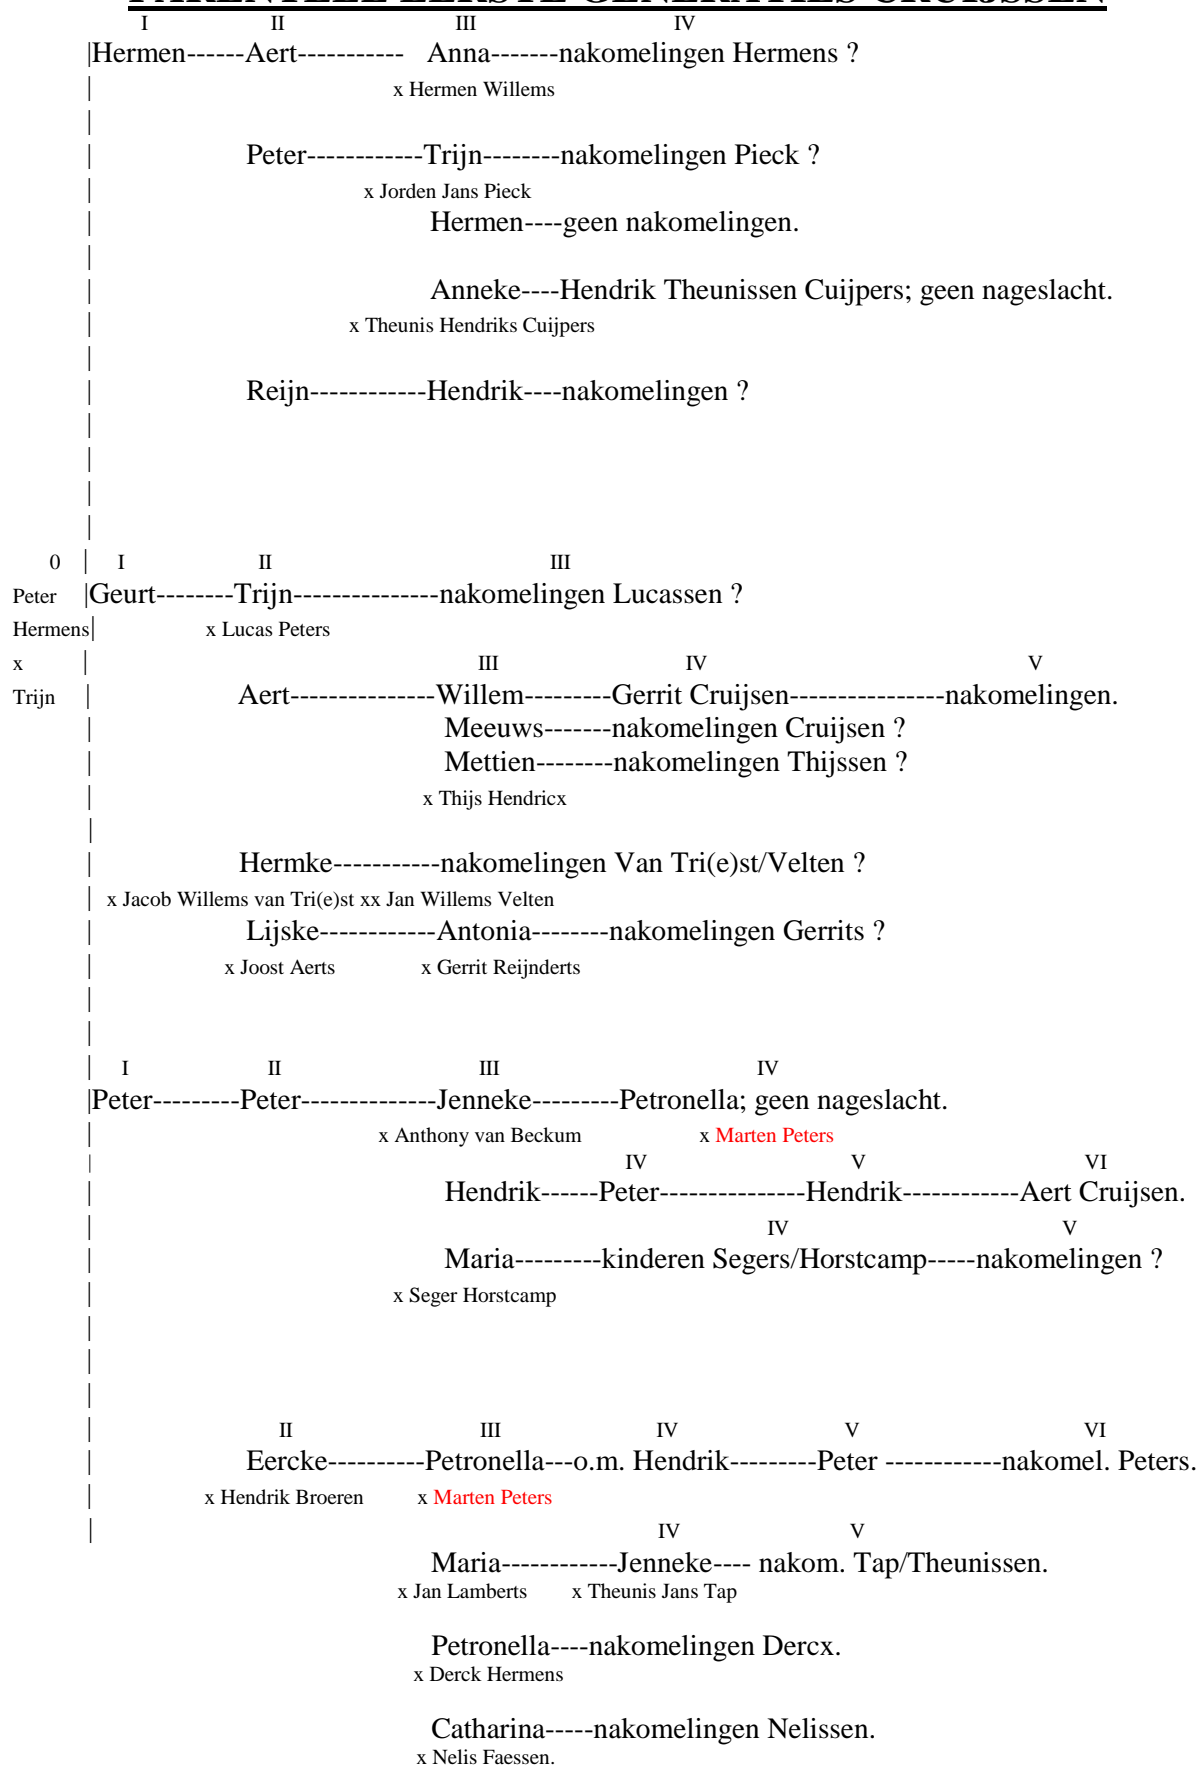 PARENTEEL EERSTE GENERATIES CRUIJSSEN
I II III IV
|Hermen------Aert----------- Anna-------nakomelingen Hermens ?
| x Hermen Willems
|
| Peter------------Trijn--------nakomelingen Pieck ?
| x Jorden Jans Pieck
| Hermen----geen nakomelingen.
|
| Anneke----Hendrik Theunissen Cuijpers; geen nageslacht.
| x Theunis Hendriks Cuijpers
|
| Reijn------------Hendrik----nakomelingen ?
|
|
|
|
0 | I II III
Peter |Geurt--------Trijn---------------nakomelingen Lucassen ?
Hermens| x Lucas Peters
x | III IV V
Trijn | Aert---------------Willem---------Gerrit Cruijsen----------------nakomelingen.
| Meeuws-------nakomelingen Cruijsen ?
| Mettien--------nakomelingen Thijssen ?
| x Thijs Hendricx
|
| Hermke-----------nakomelingen Van Tri(e)st/Velten ?
| x Jacob Willems van Tri(e)st xx Jan Willems Velten
| Lijske------------Antonia--------nakomelingen Gerrits ?
| x Joost Aerts x Gerrit Reijnderts
|
|
| I II III IV
|Peter---------Peter--------------Jenneke---------Petronella; geen nageslacht.
| x Anthony van Beckum x Marten Peters
| IV V VI
| Hendrik------Peter---------------Hendrik------------Aert Cruijsen.
| IV V
| Maria---------kinderen Segers/Horstcamp-----nakomelingen ?
| x Seger Horstcamp
|
|
|
| II III IV V VI
| Eercke----------Petronella---o.m. Hendrik---------Peter ------------nakomel. Peters.
| x Hendrik Broeren x Marten Peters
| IV V
Maria------------Jenneke---- nakom. Tap/Theunissen.
x Jan Lamberts x Theunis Jans Tap
Petronella----nakomelingen Dercx.
x Derck Hermens
Catharina-----nakomelingen Nelissen.
x Nelis Faessen.